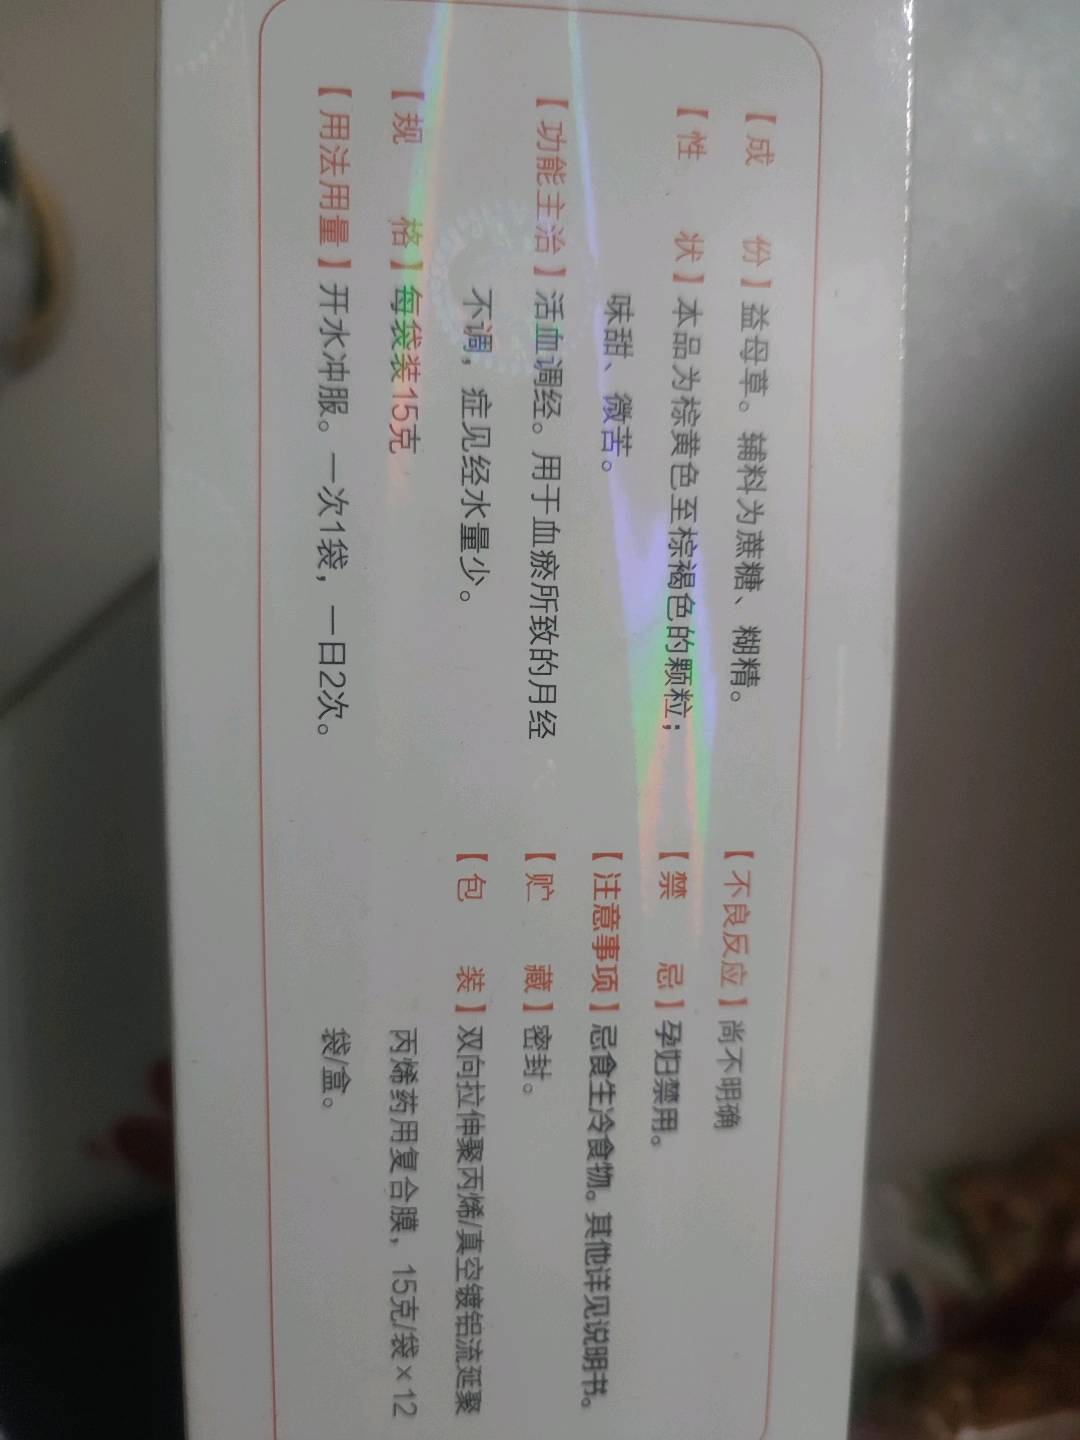 【成 份】益母草。辅料为蔗糖、糊精。
【性 状】本品为棕黄色至棕褐色的颗粒；
味甜、微苦。
【功能主治】活血调经。用于血瘀所致的月经
不调，症见经水量少。
【规 格】每袋装15克
【用法用量】开水冲服。一次1袋，一日2次。
【不良反应】尚不明确
【禁 忌】孕妇禁用。
【注意事项】忌食生冷食物。其他详见说明书。
【贮 藏】密封。
【包 装】双向拉伸聚丙烯/真空镀铝流延聚
丙烯药用复合膜，15克/袋×12
袋/盒。